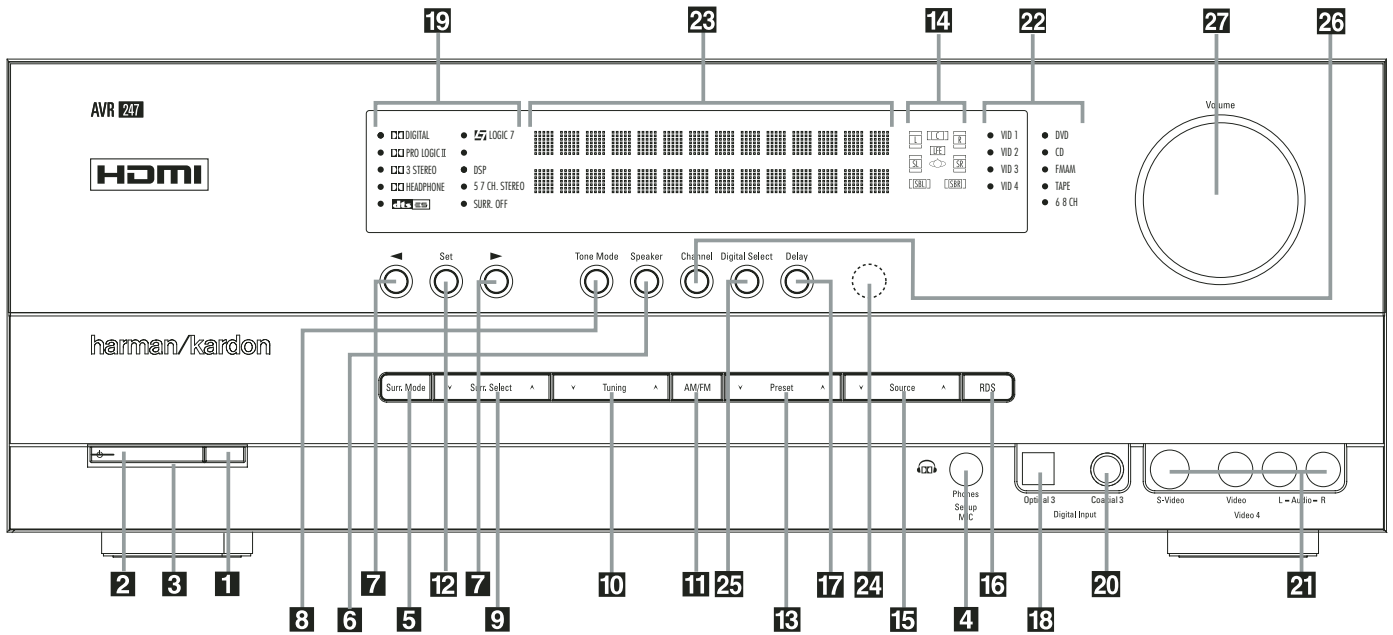 19 23 14 22 27 26
AVR 247
HDMI
DIGITAL
PRO LOGIC II
3 STEREO
HEADPHONE
dts ES
LOGIC 7
DSP
5 7 CH. STEREO
SURR. OFF
L C R
LFE
SL SR
SBL SBR
VID 1
VID 2
VID 3
VID 4
DVD
CD
FMAM
TAPE
6 8 CH
Volume
Set
Tone Mode Speaker Channel Digital Select Delay
harman/kardon
Surr. Mode Surr. Select Tuning AM/FM Preset Source RDS
Phones
Setup
MIC
Optical 3 Coaxial 3
Digital Input
S-Video Video L – Audio – R
Video 4
2 3 1 7 12 7 10 11 25 17 24 16 20 21
8 6 5 9 13 15 4 18